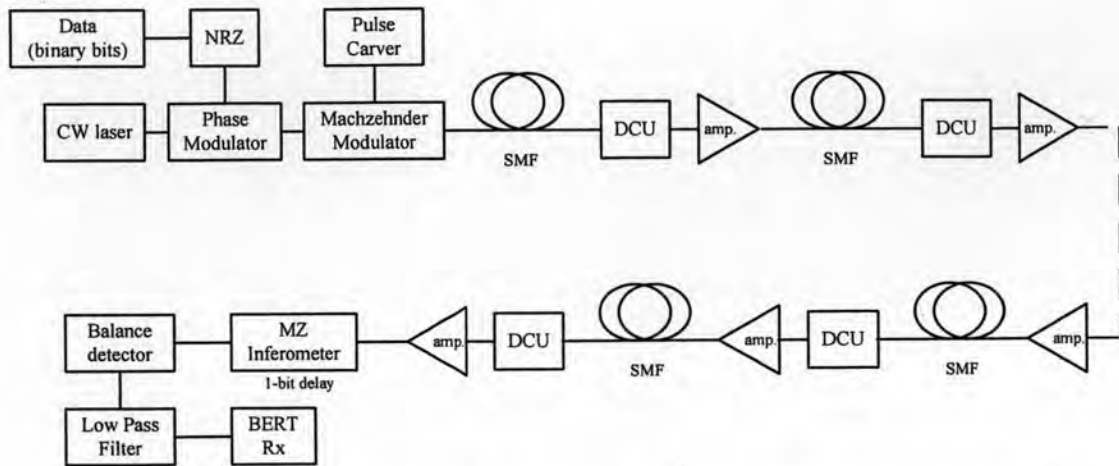 Data
(binary bits)
NRZ
Pulse
Carver
CW laser
Phase
Modulator
Machzehnder
Modulator
SMF
DCU
amp.
SMF
DCU
amp.
Balance
detector
MZ
Inferometer
1-bit delay
amp.
DCU
SMF
amp.
DCU
SMF
amp.
Low Pass
Filter
BERT
Rx